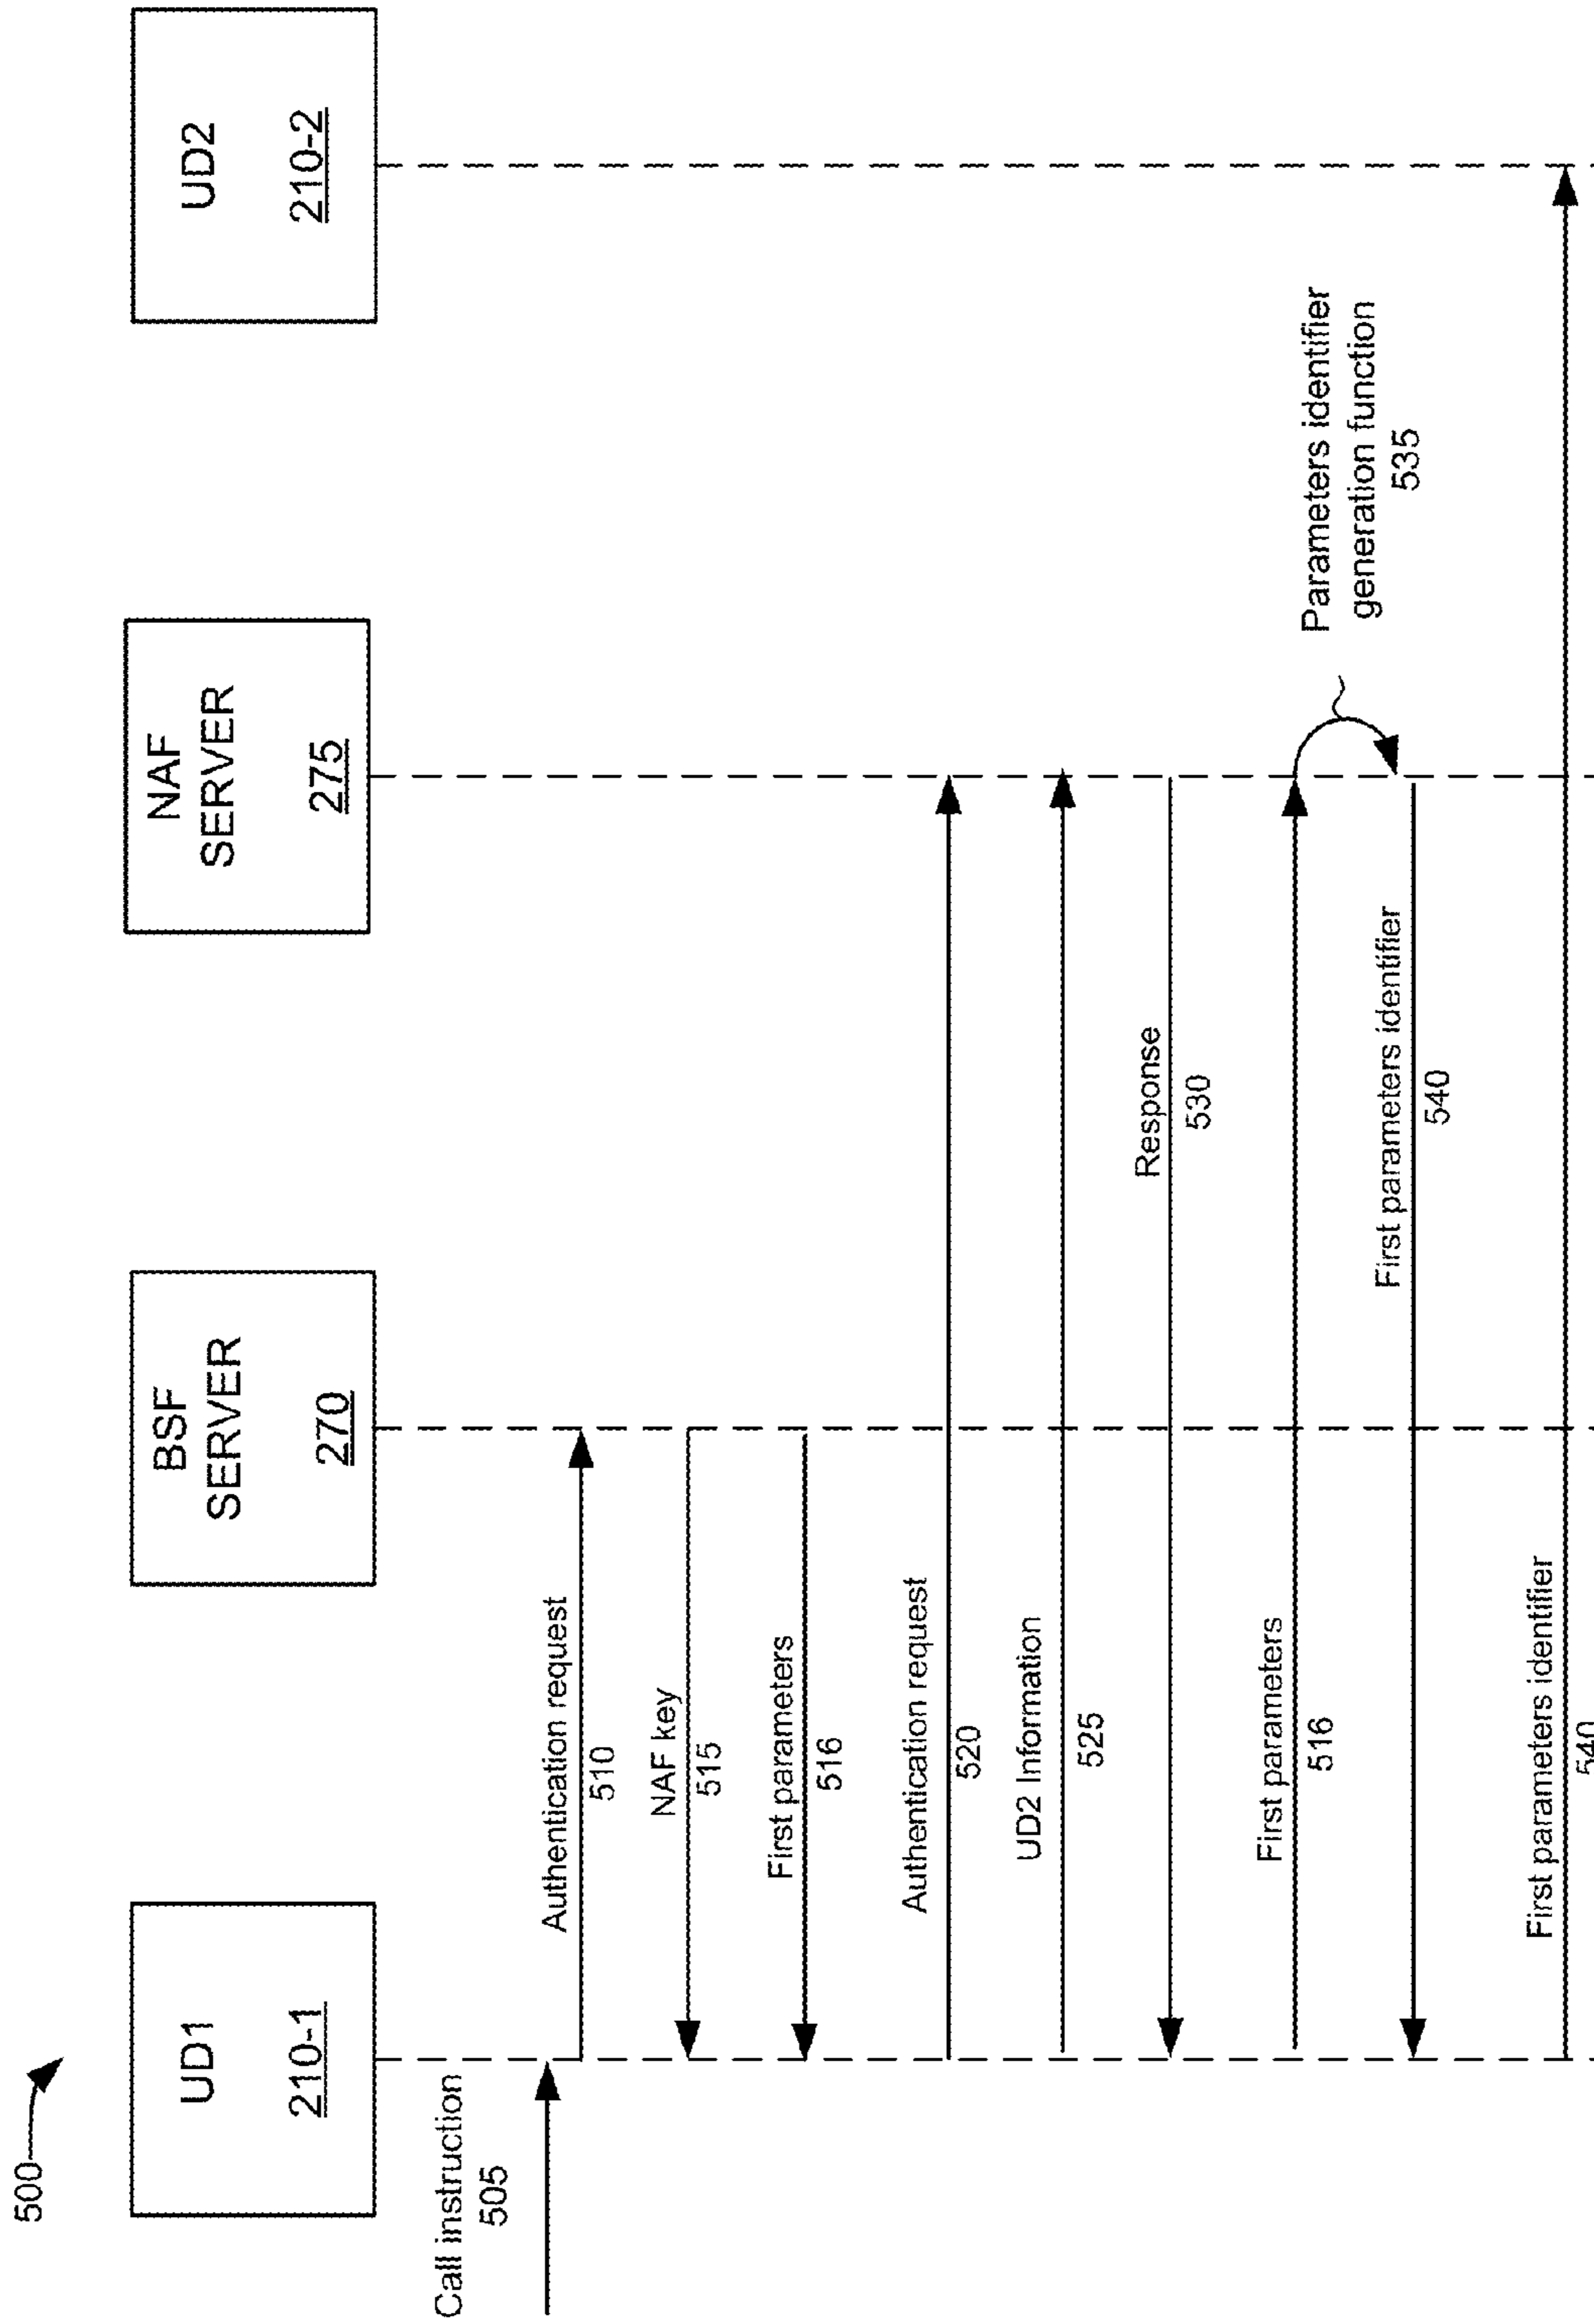 500
UD1
210-1
BSF
SERVER
270
NAF
SERVER
275
UD2
210-2
Call instruction
505
Authentication request
510
NAF key
515
First parameters
516
Authentication request
520
UD2 Information
525
Response
530
First parameters
516
Parameters identifier
generation function
535
First parameters identifier
540
First parameters identifier
540